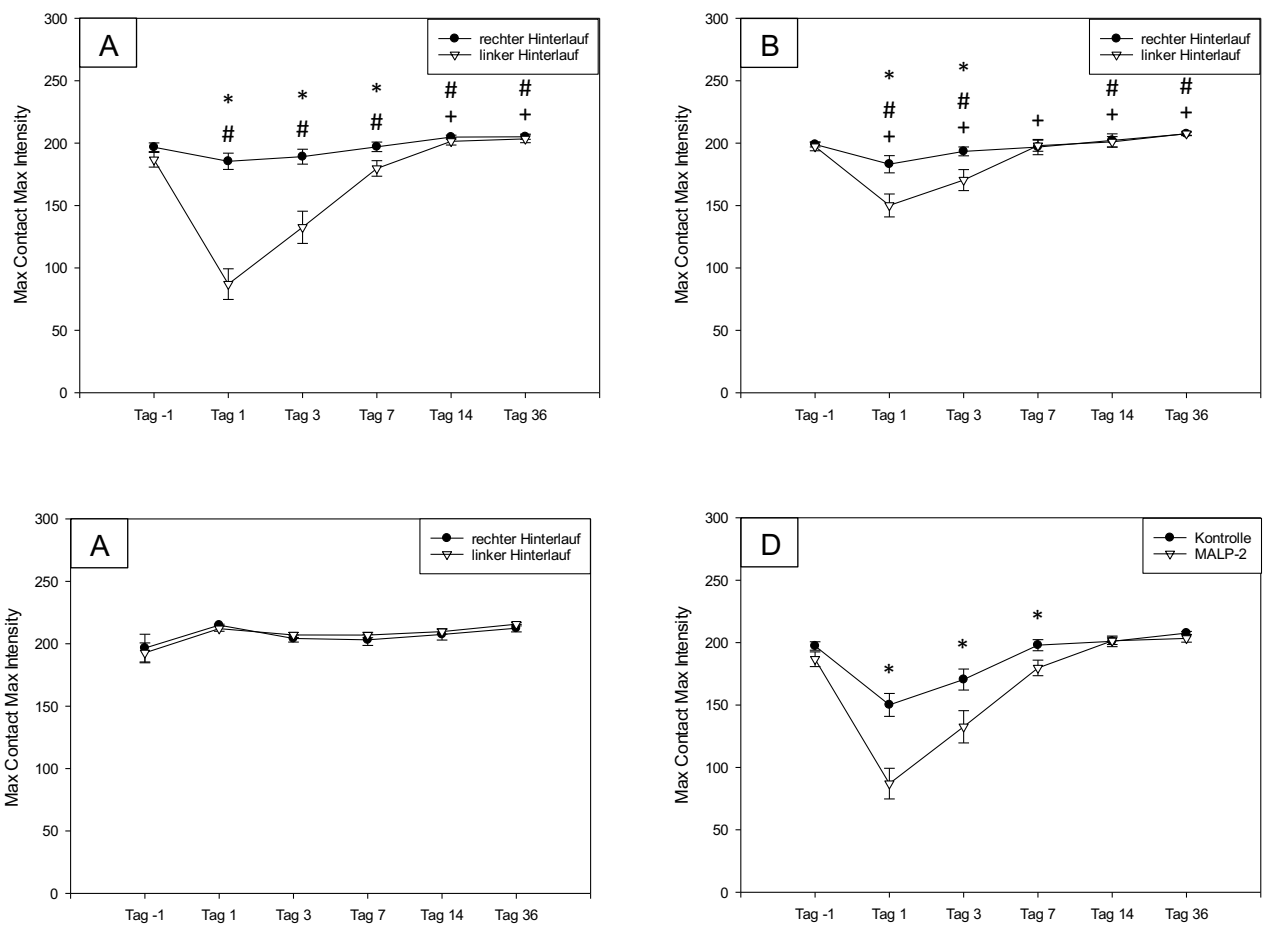 A
rechter Hinterlauf
linker Hinterlauf
Max Contact Max Intensity
300
250
200
150
100
50
0
* * * # #
# # # + +
Tag -1 Tag 1 Tag 3 Tag 7 Tag 14 Tag 36
B
rechter Hinterlauf
linker Hinterlauf
Max Contact Max Intensity
300
250
200
150
100
50
0
* *
# # # #
+ + + + +
Tag -1 Tag 1 Tag 3 Tag 7 Tag 14 Tag 36
A
rechter Hinterlauf
linker Hinterlauf
Max Contact Max Intensity
300
250
200
150
100
50
0
Tag -1 Tag 1 Tag 3 Tag 7 Tag 14 Tag 36
D
Kontrolle
MALP-2
Max Contact Max Intensity
300
250
200
150
100
50
0
* * *
Tag -1 Tag 1 Tag 3 Tag 7 Tag 14 Tag 36